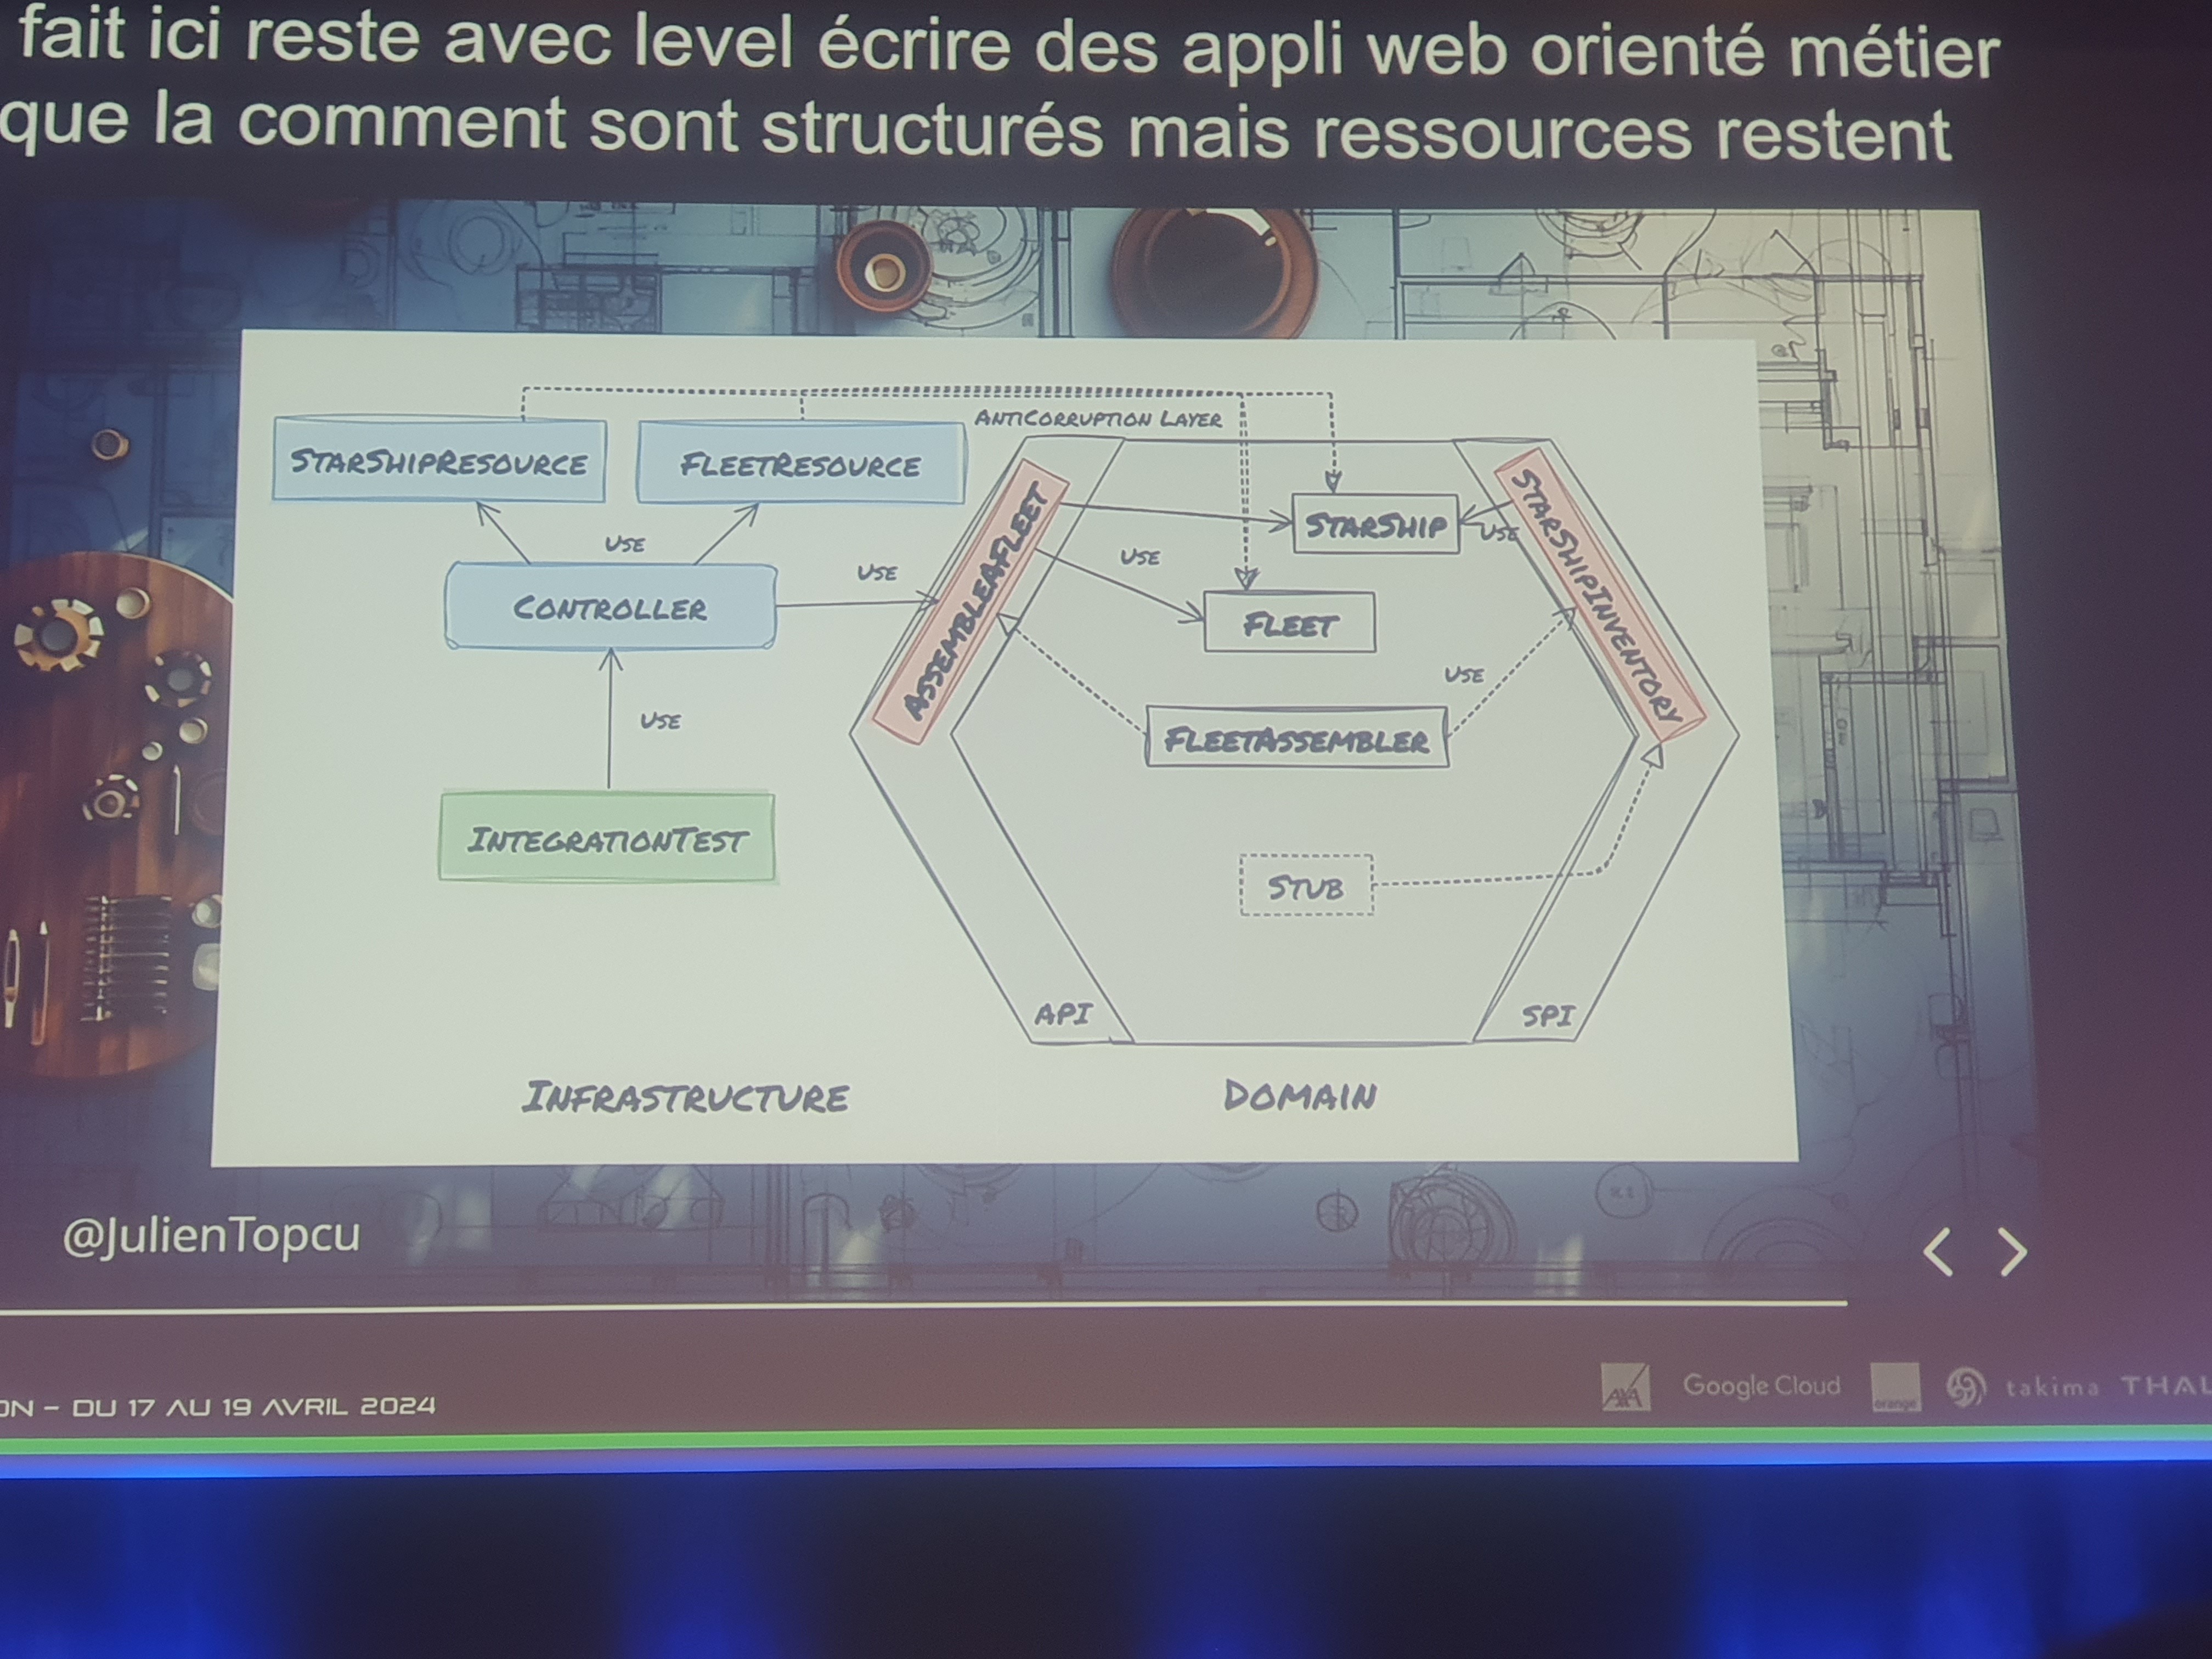 fait ici reste avec level écrire des appli web orienté métier
que la comment sont structurés mais ressources restent
AntiCorruption Layer
StarShipResource
FleetResource
AssembleAFleet
StarShip
StarshipInventory
use
use
use
use
Controller
Fleet
use
use
FleetAssembler
IntegrationTest
Stub
API
SPI
Infrastructure
Domain
@JulienTopcu
< >
ON - DU 17 AU 19 AVRIL 2024
AXA
Google Cloud
orange
takima
THAL